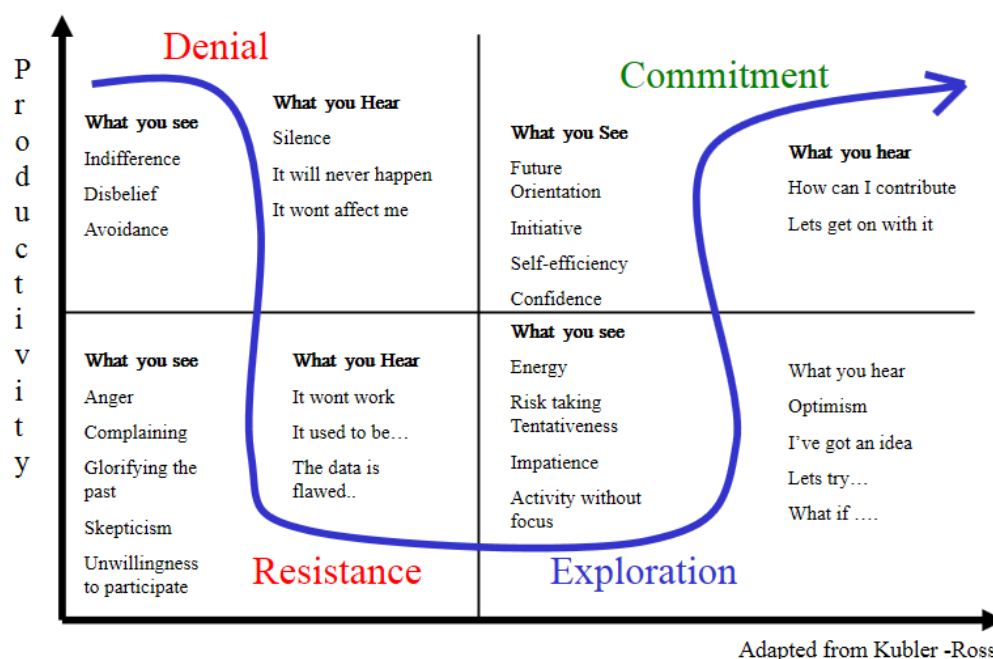 Productivity
Denial
What you see
Indifference
Disbelief
Avoidance
What you Hear
Silence
It will never happen
It wont affect me
Commitment
What you See
Future
Orientation
Initiative
Self-efficiency
Confidence
What you hear
How can I contribute
Lets get on with it
What you see
Anger
Complaining
Glorifying the
past
Skepticism
Unwillingness
to participate
What you Hear
It wont work
It used to be…
The data is
flawed..
Resistance
What you see
Energy
Risk taking
Tentativeness
Impatience
Activity without
focus
What you hear
Optimism
I’ve got an idea
Lets try…
What if ….
Exploration
Adapted from Kubler -Ross